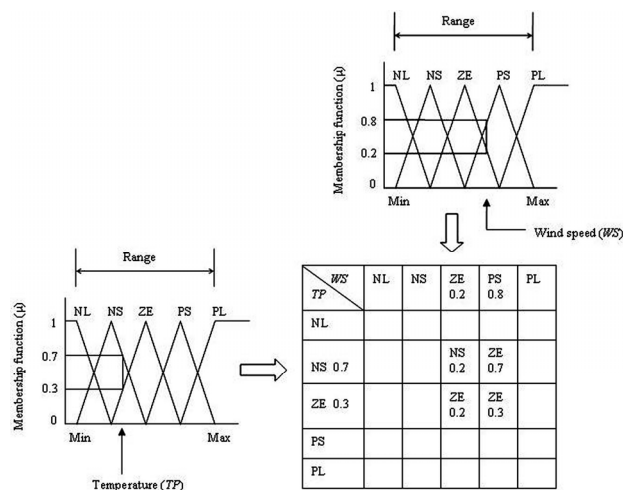 Range
NL NS ZE PS PL
Membership function (μ)
1
0.8
0.2
0
Min Max
Wind speed (WS)
Range
NL NS ZE PS PL
Membership function (μ)
1
0.7
0.3
0
Min Max
Temperature (TP)
WS
TP
NL NS ZE 0.2 PS 0.8 PL
NL
NS 0.7 NS 0.2 ZE 0.7
ZE 0.3 ZE 0.2 ZE 0.3
PS
PL